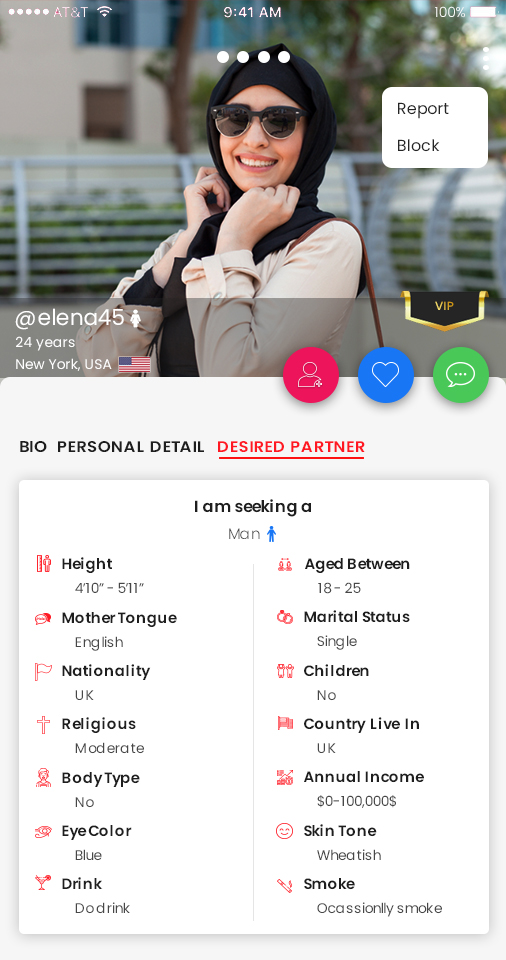 AT&T 9:41 AM 100%
Report
Block
VIP
@elena45
24 years
New York, USA
BIO PERSONAL DETAIL DESIRED PARTNER
I am seeking a
Man
Height Aged Between
4'10" - 5'11" 18 - 25
Mother Tongue Marital Status
English Single
Nationality Children
UK No
Religious Country Live In
Moderate UK
Body Type Annual Income
No $0-100,000$
Eye Color Skin Tone
Blue Wheatish
Drink Smoke
Do drink Ocassionlly smoke